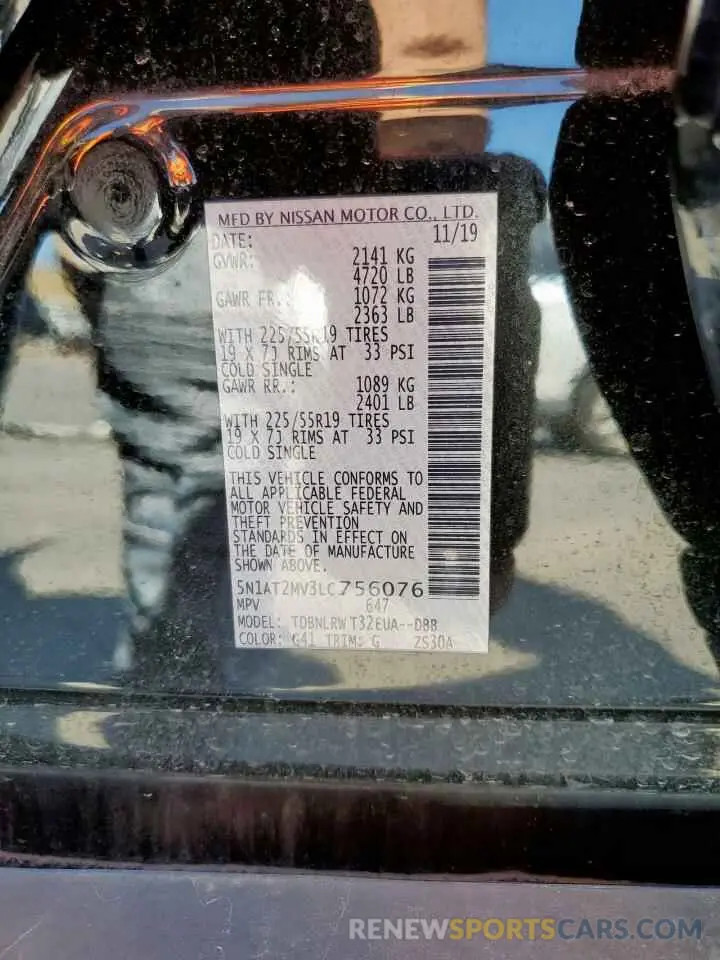 MFD BY NISSAN MOTOR CO., LTD.
DATE: 11/19
GVWR: 2141 KG
4720 LB
GAWR FR.: 1072 KG
2363 LB
WITH 225/55R19 TIRES
19 X 7J RIMS AT 33 PSI
COLD SINGLE
GAWR RR.: 1089 KG
2401 LB
WITH 225/55R19 TIRES
19 X 7J RIMS AT 33 PSI
COLD SINGLE
THIS VEHICLE CONFORMS TO
ALL APPLICABLE FEDERAL
MOTOR VEHICLE SAFETY AND
THEFT PREVENTION
STANDARDS IN EFFECT ON
THE DATE OF MANUFACTURE
SHOWN ABOVE.
5N1AT2MV3LC756076
MPV 647
MODEL: TDBNLRW T32EUA--DBB
COLOR: G41 TRIM: G 2S30A
RENEWSPORTSCARS.COM